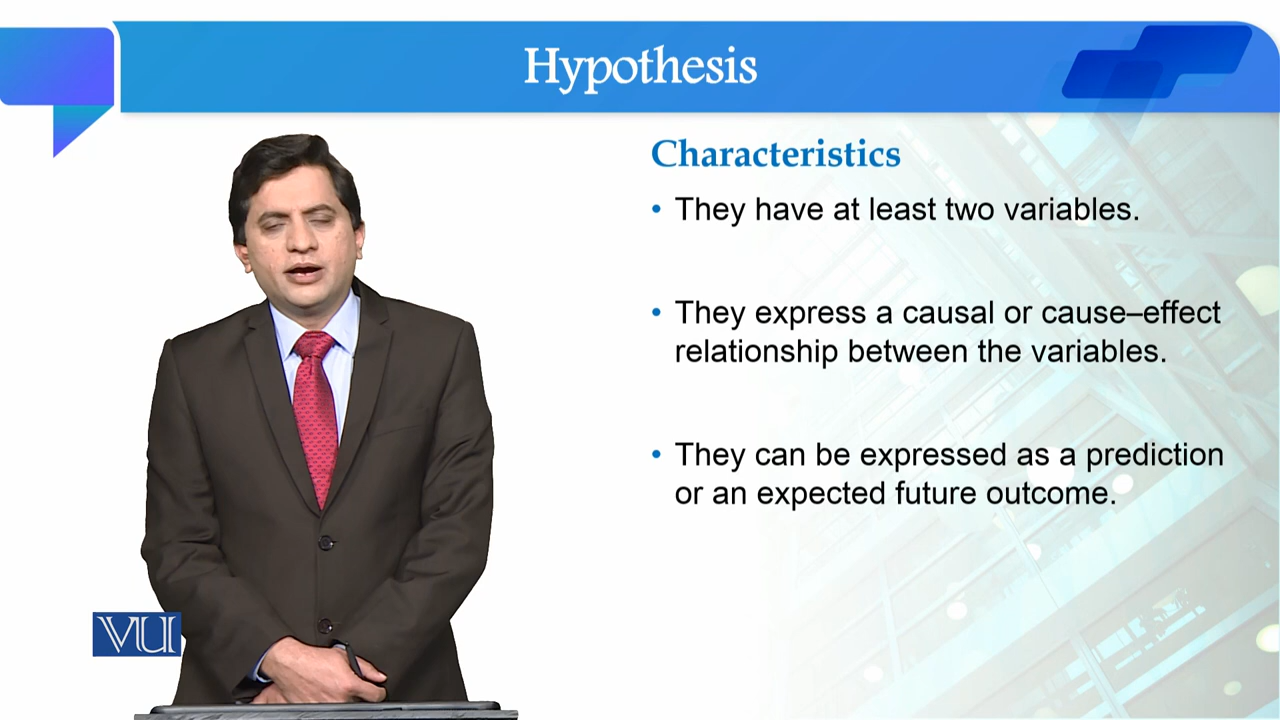 Hypothesis
Characteristics
• They have at least two variables.
• They express a causal or cause–effect
relationship between the variables.
• They can be expressed as a prediction
or an expected future outcome.
VU